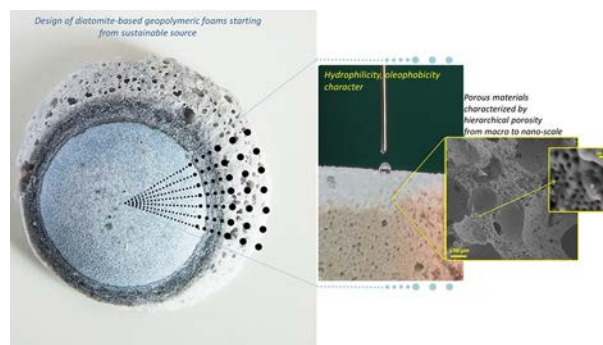 Design of diatomite-based geopolymeric foams starting
from sustainable source
Hydrophilicity, oleophobicity
character
Porous materials
characterized by
hierarchical porosity
from macro to nano-scale